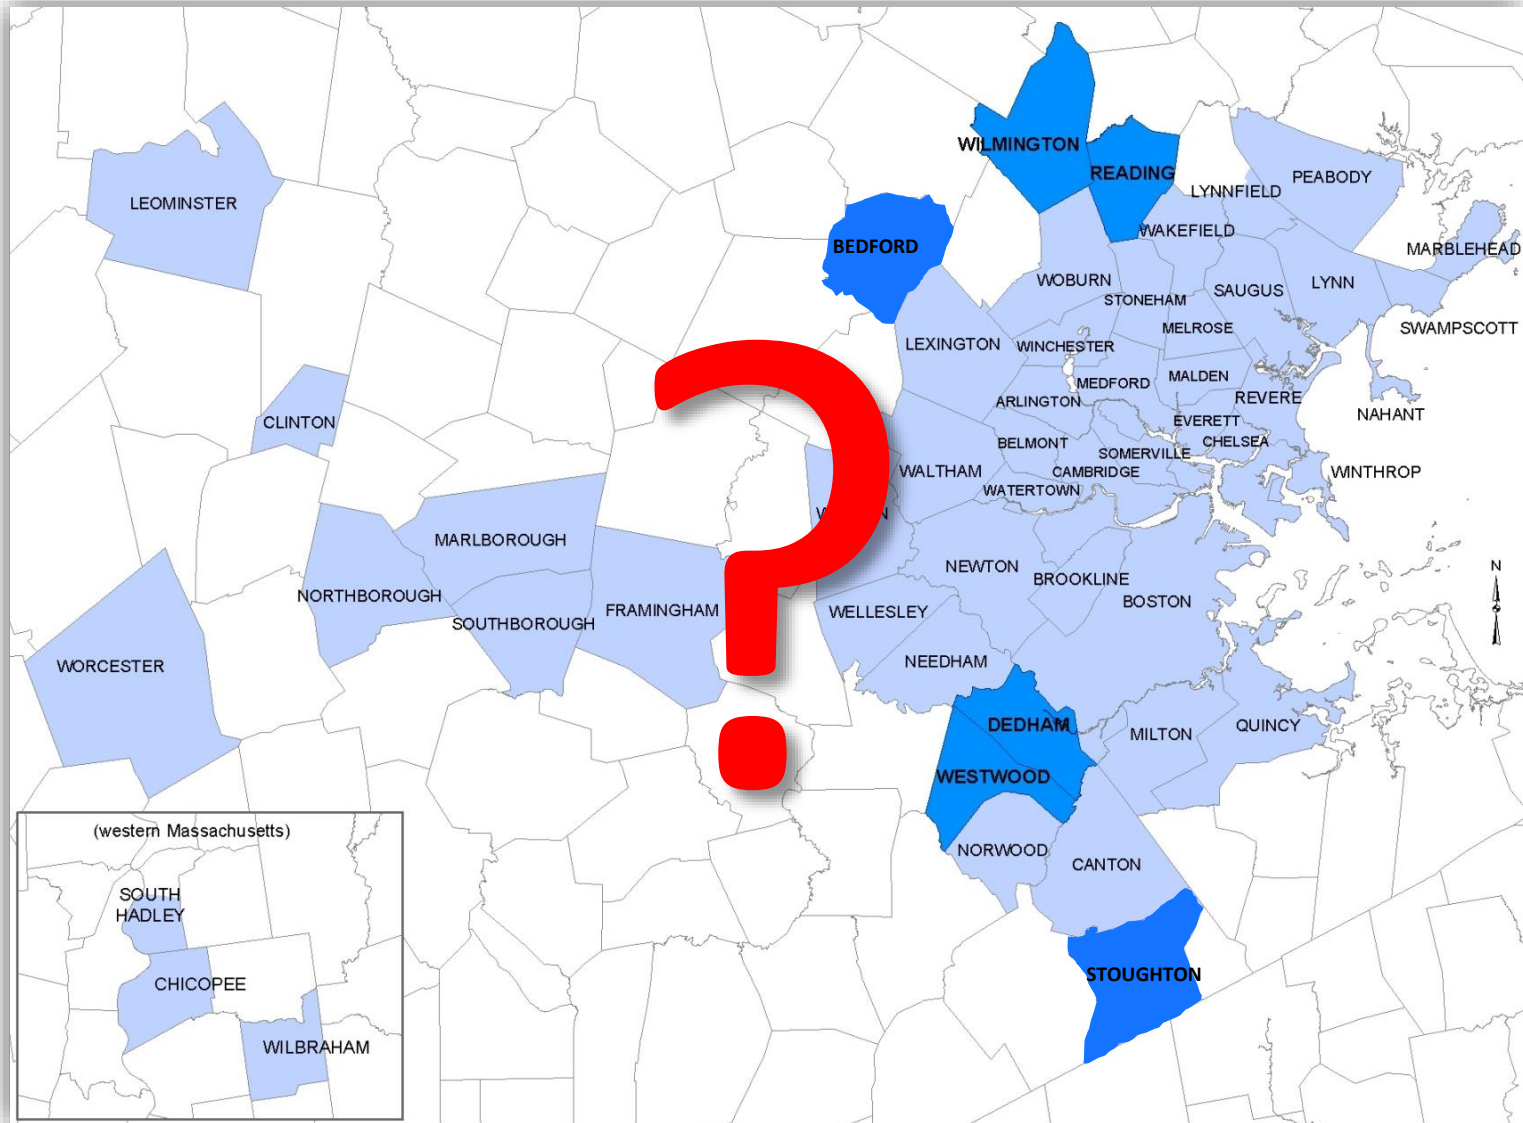 WILMINGTON
READING
PEABODY
LYNNFIELD
LEOMINSTER
WAKEFIELD
BEDFORD
MARBLEHEAD
WOBURN
LYNN
SAUGUS
STONEHAM
SWAMPSCOTT
MELROSE
LEXINGTON
WINCHESTER
MALDEN
MEDFORD
REVERE
ARLINGTON
NAHANT
CLINTON
EVERETT
CHELSEA
BELMONT
SOMERVILLE
WALTHAM
CAMBRIDGE
WINTHROP
WATERTOWN
?
MARLBOROUGH
NEWTON
N
BROOKLINE
NORTHBOROUGH
BOSTON
FRAMINGHAM
WELLESLEY
SOUTHBOROUGH
NEEDHAM
WORCESTER
DEDHAM
QUINCY
MILTON
WESTWOOD
(western Massachusetts)
NORWOOD
CANTON
SOUTH
HADLEY
STOUGHTON
CHICOPEE
WILBRAHAM